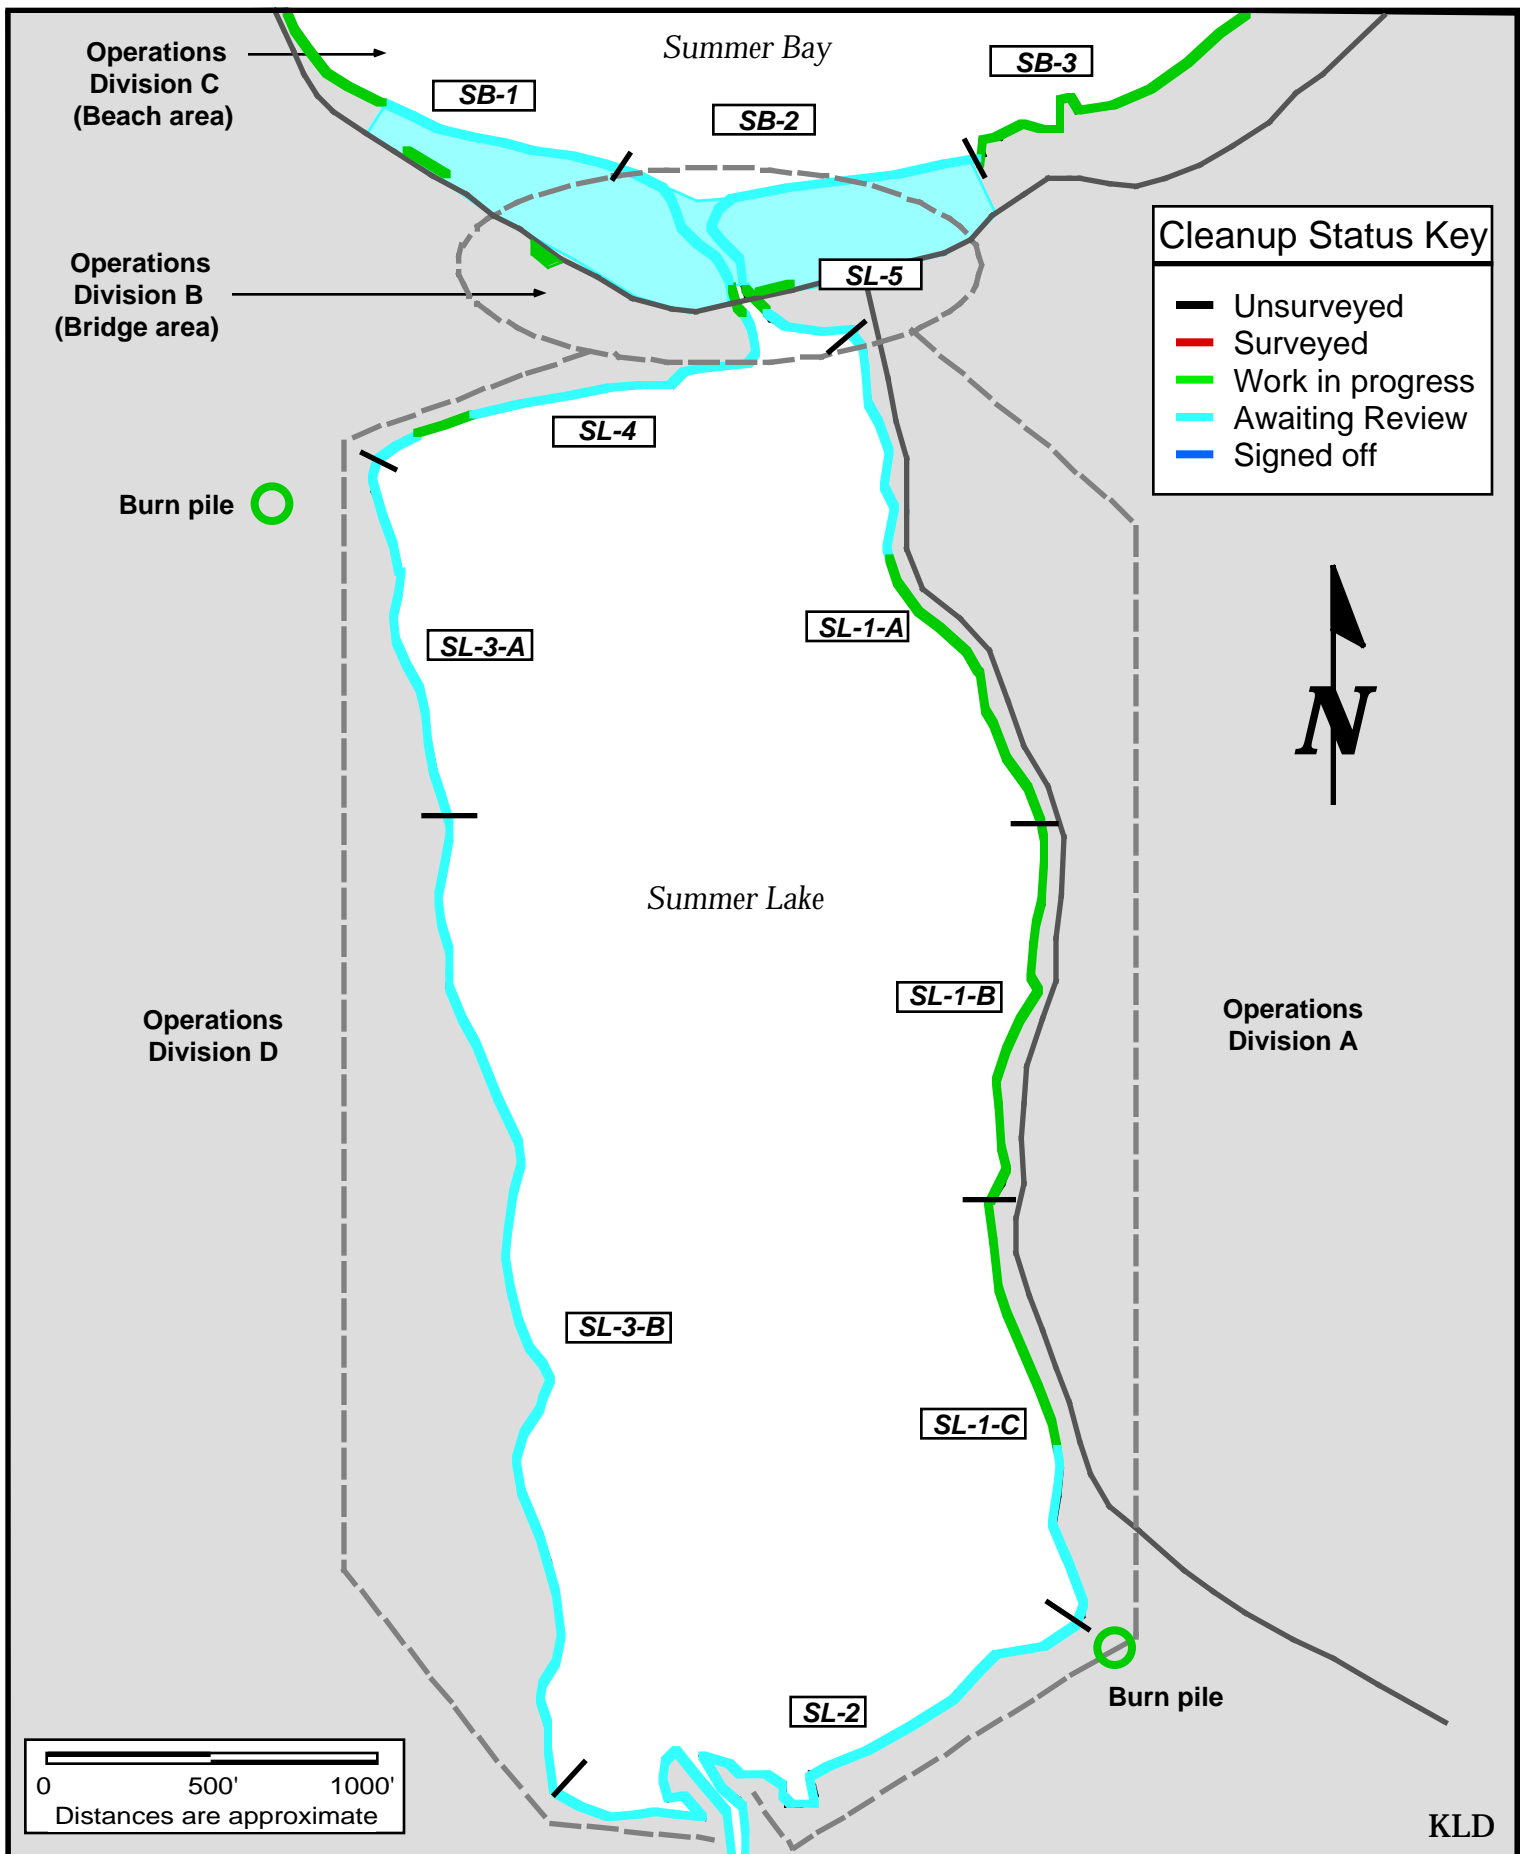 Summer Bay
Operations
Division C
(Beach area)
SB-1
SB-2
SB-3
Cleanup Status Key
Unsurveyed
Surveyed
Work in progress
Awaiting Review
Signed off
Operations
Division B
(Bridge area)
SL-5
SL-4
Burn pile
SL-3-A
SL-1-A
N
Summer Lake
SL-1-B
Operations
Division D
Operations
Division A
SL-3-B
SL-1-C
Burn pile
SL-2
0 500' 1000'
Distances are approximate
KLD